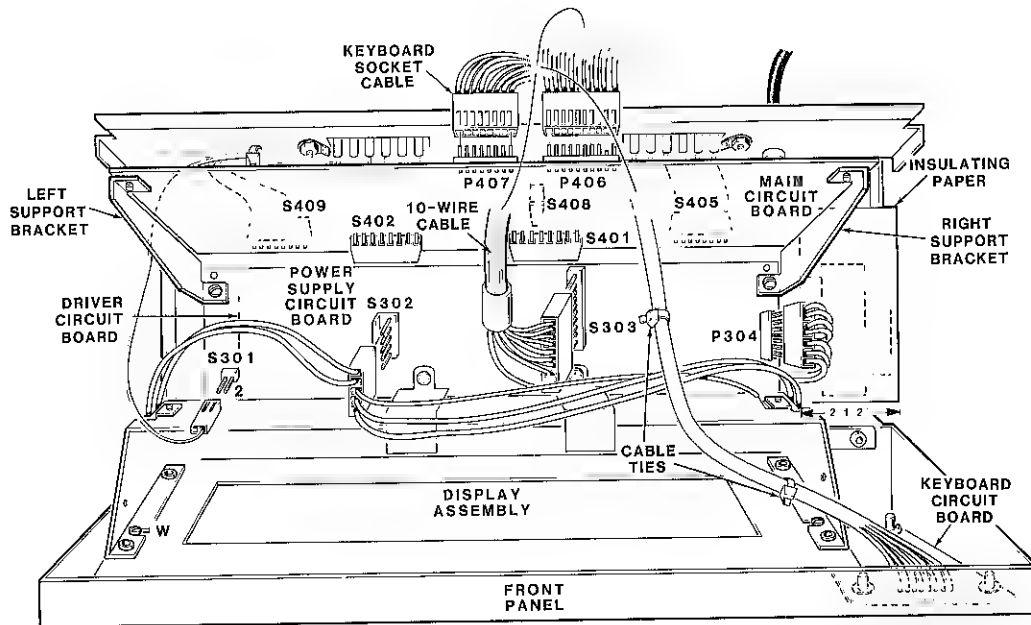 KEYBOARD
SOCKET
CABLE
INSULATING
PAPER
LEFT
SUPPORT
BRACKET
P407
P406
MAIN
CIRCUIT
BOARD
S409
10-WIRE
CABLE
S408
S405
S402
S401
RIGHT
SUPPORT
BRACKET
DRIVER
CIRCUIT
BOARD
POWER
SUPPLY
CIRCUIT
BOARD
S302
S303
P304
S301
2
2 1 2
CABLE
TIES
DISPLAY
ASSEMBLY
KEYBOARD
CIRCUIT
BOARD
W
FRONT
PANEL